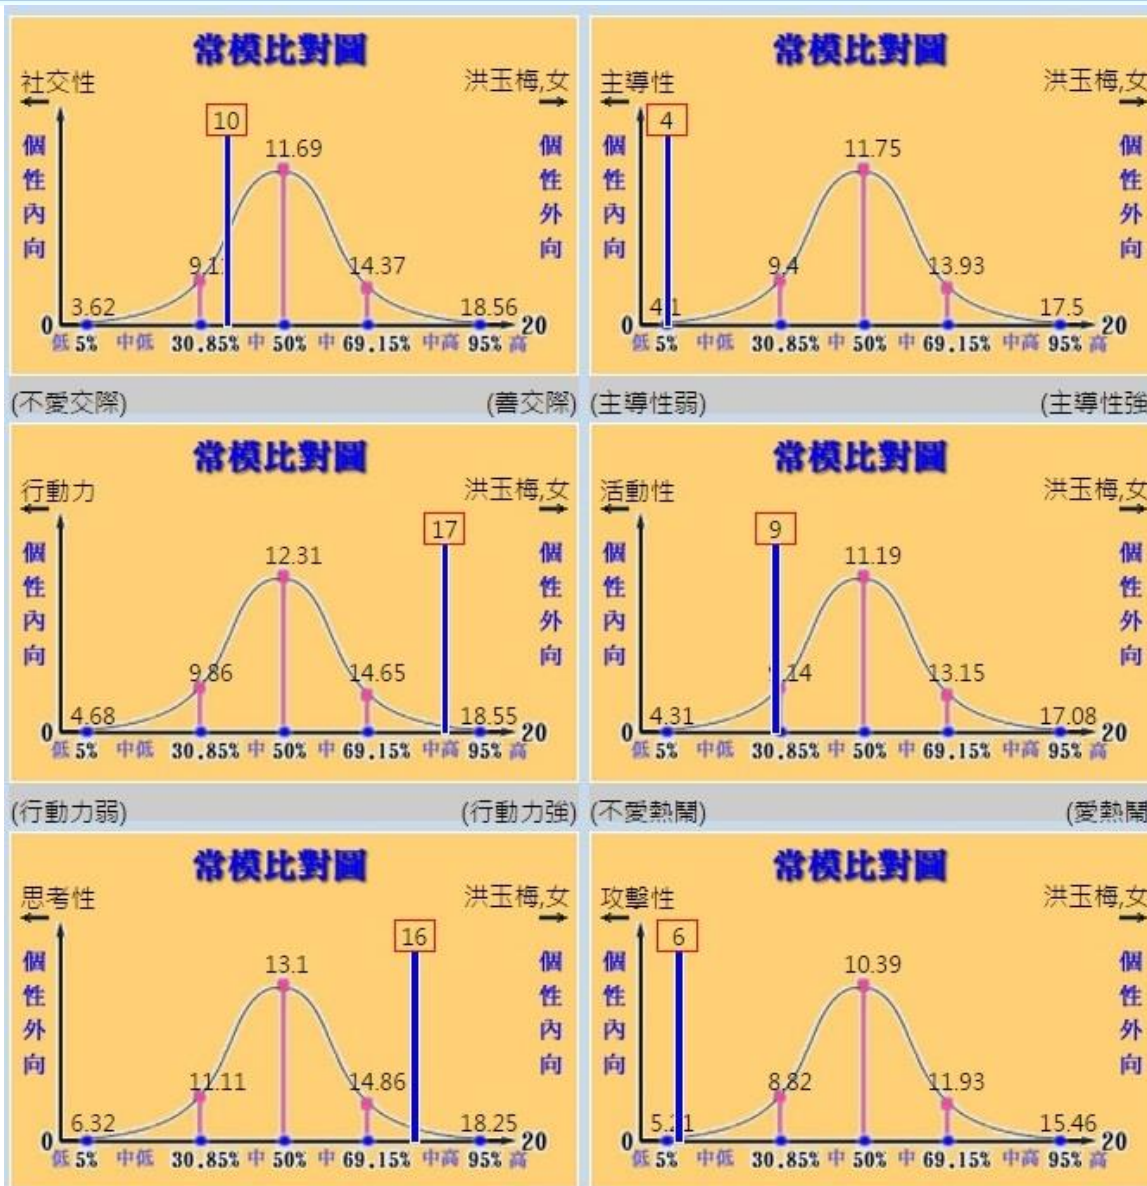 常模比對圖
社交性
洪玉梅,女
個性內向
個性外向
10
11.69
14.37
3.62
18.56
0
20
低 5% 中低 30.85% 中 50% 中 69.15% 中高 95% 高
(不愛交際)
(善交際)
常模比對圖
主導性
洪玉梅,女
個性內向
個性外向
4
11.75
9.4
13.93
17.5
0
20
低 5% 中低 30.85% 中 50% 中 69.15% 中高 95% 高
(主導性弱)
(主導性強
常模比對圖
行動力
洪玉梅,女
個性內向
個性外向
17
12.31
9.86
14.65
4.68
18.55
0
20
低 5% 中低 30.85% 中 50% 中 69.15% 中高 95% 高
(行動力弱)
(行動力強)
常模比對圖
活動性
洪玉梅,女
個性內向
個性外向
9
11.19
13.15
4.31
17.08
0
20
低 5% 中低 30.85% 中 50% 中 69.15% 中高 95% 高
(不愛熱鬧)
(愛熱鬧
常模比對圖
思考性
洪玉梅,女
個性外向
個性內向
16
13.1
11.11
14.86
6.32
18.25
0
20
低 5% 中低 30.85% 中 50% 中 69.15% 中高 95% 高
常模比對圖
攻擊性
洪玉梅,女
個性內向
個性外向
6
10.39
8.82
11.93
15.46
0
20
低 5% 中低 30.85% 中 50% 中 69.15% 中高 95% 高